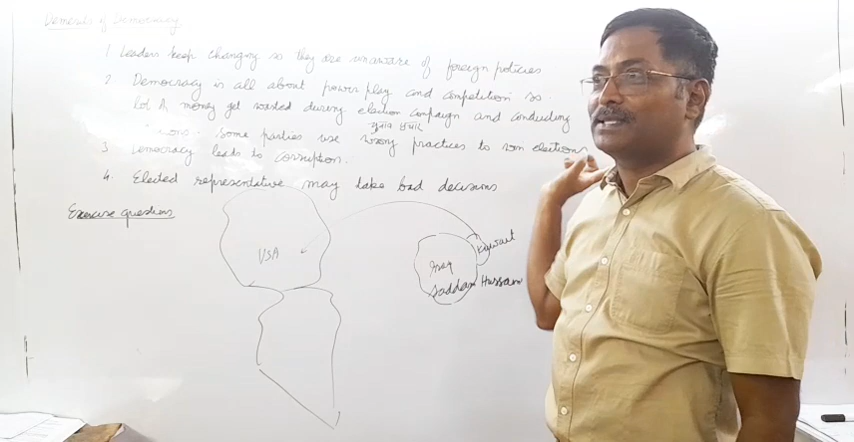 Demerits of Democracy
1. Leaders keep changing so they are unaware of foreign policies
2. Democracy is all about power play and competition so
lot of money get wasted during election campaign and conducting
चुनाव प्रचार
some parties use wrong practices to win elections
3. Democracy leads to corruption.
4. Elected representative may take bad decisions
Exercise questions
USA
Kuwait
Iraq
Saddam Hussain